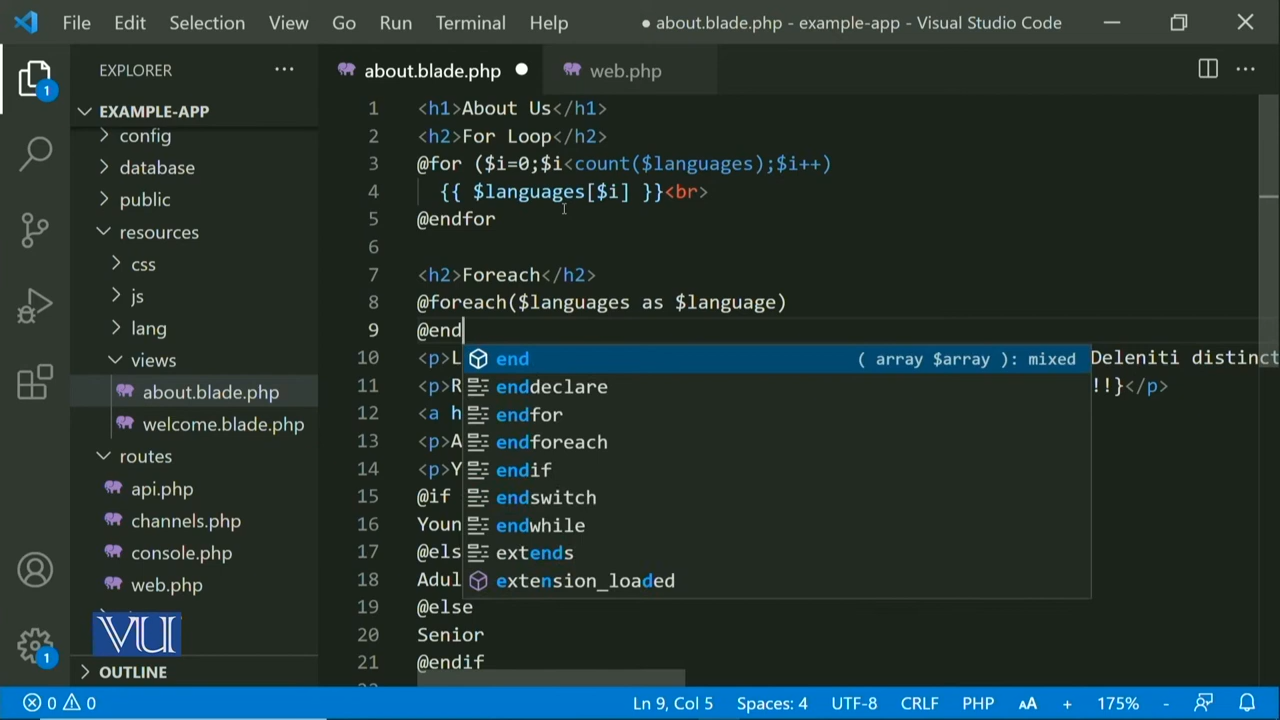 File Edit Selection View Go Run Terminal Help ● about.blade.php - example-app - Visual Studio Code
EXPLORER ···
about.blade.php ●
web.php
1
EXAMPLE-APP
config
database
public
resources
css
js
lang
views
about.blade.php
welcome.blade.php
routes
api.php
channels.php
console.php
web.php
VU
1
OUTLINE
1 <h1>About Us</h1>
2 <h2>For Loop</h2>
3 @for ($i=0;$i<count($languages);$i++)
4 {{ $languages[$i] }}<br>
5 @endfor
6
7 <h2>Foreach</h2>
8 @foreach($languages as $language)
9 @end
end ( array $array ): mixed
enddeclare
endfor
endforeach
endif
endswitch
endwhile
extends
extension_loaded
10 <p>L Deleniti distinct
11 <p>R !!}</p>
12 <a h
13 <p>A
14 <p>Y
15 @if
16 Youn
17 @els
18 Adul
19 @else
20 Senior
21 @endif
0 0 Ln 9, Col 5 Spaces: 4 UTF-8 CRLF PHP AA + 175% -